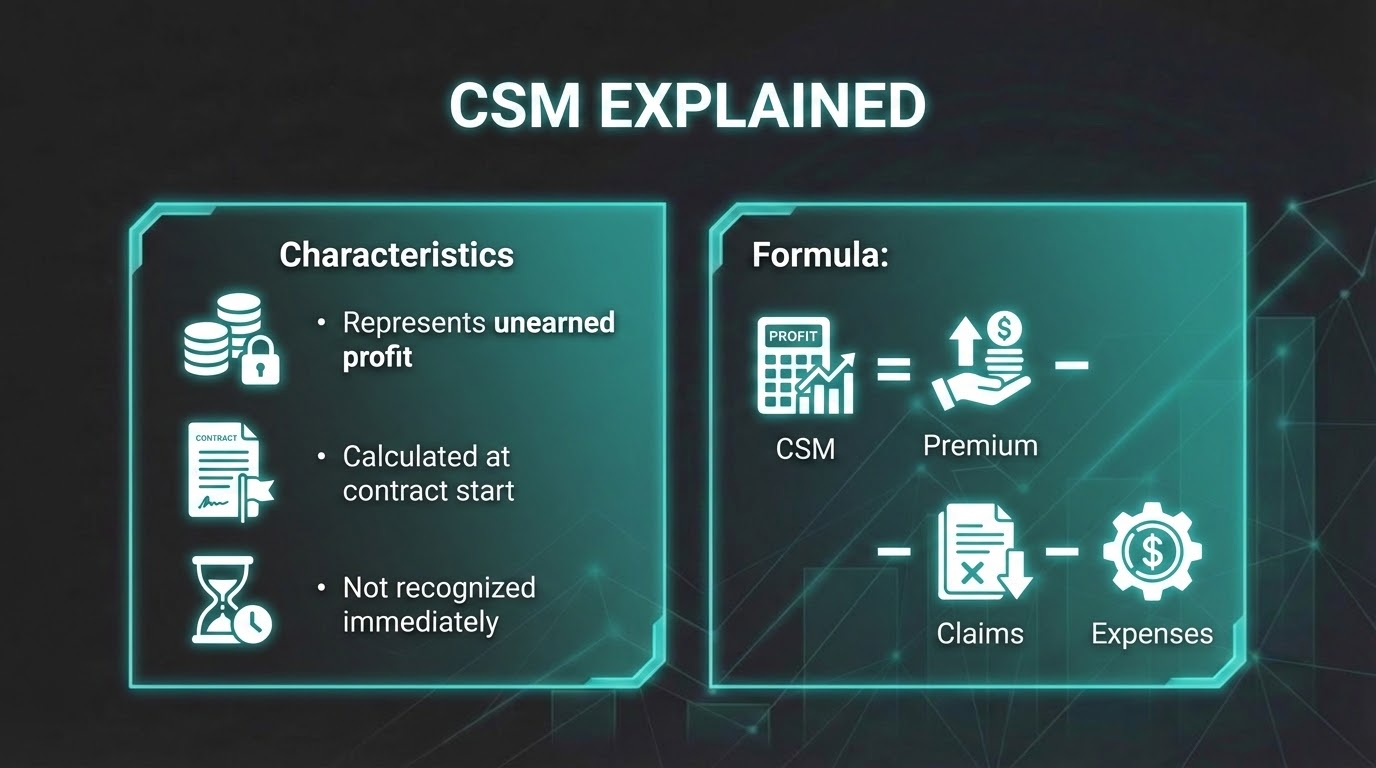 CSM EXPLAINED
Characteristics
• Represents unearned
profit
CONTRACT
• Calculated at
contract start
• Not recognized
immediately
Formula:
PROFIT
$
= –
CSM
Premium
– –
$
Claims
Expenses